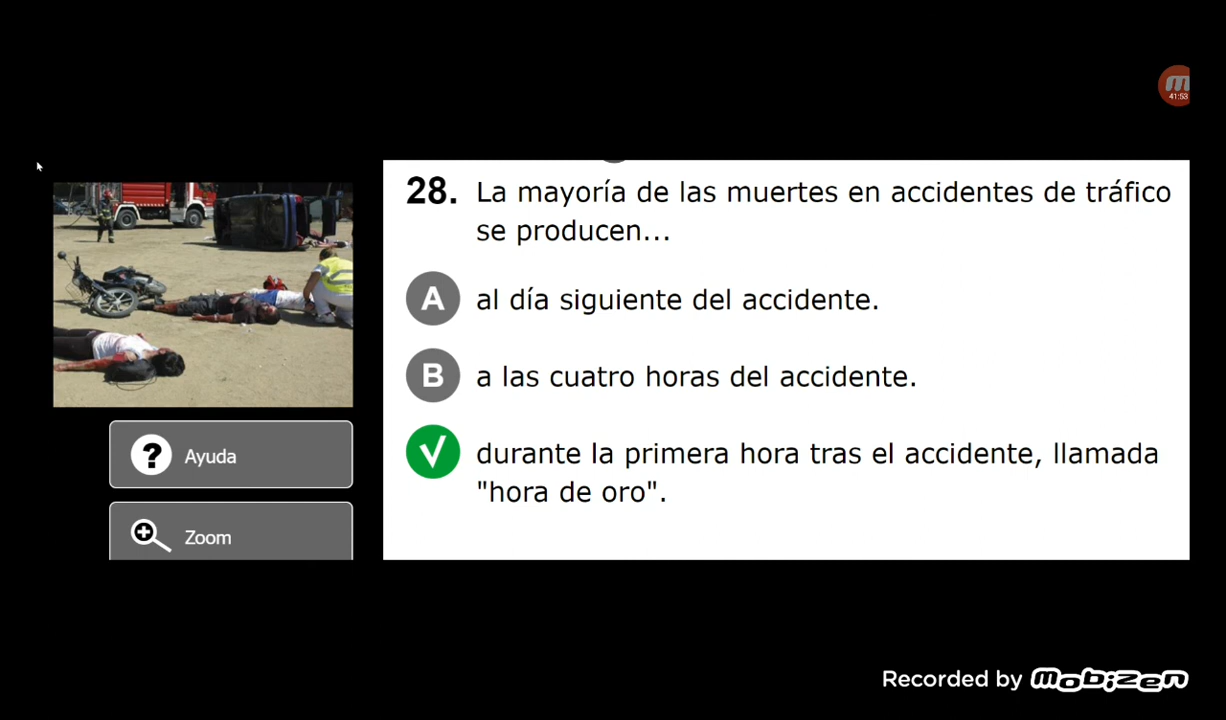 41:53
28. La mayoría de las muertes en accidentes de tráfico
se producen...
A al día siguiente del accidente.
B a las cuatro horas del accidente.
durante la primera hora tras el accidente, llamada
"hora de oro".
? Ayuda
Zoom
Recorded by mobizen